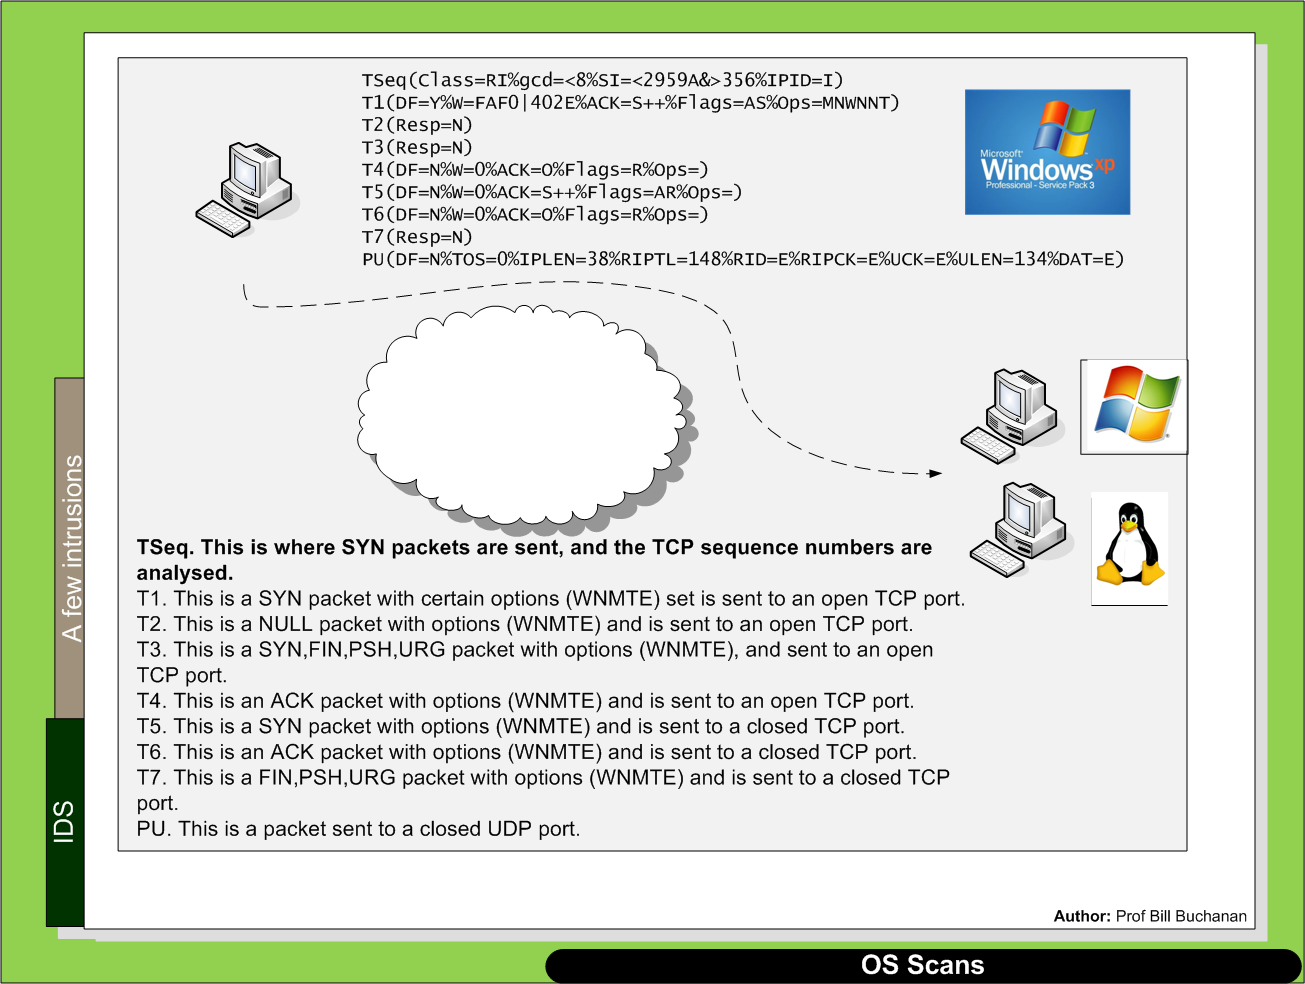 TSeq(Class=RI%gcd=<8%SI=<2959A&>356%IPID=I)
T1(DF=Y%W=FAF0|402E%ACK=S++%Flags=AS%Ops=MNWNNT)
T2(Resp=N)
T3(Resp=N)
T4(DF=N%W=0%ACK=O%Flags=R%Ops=)
T5(DF=N%W=0%ACK=S++%Flags=AR%Ops=)
T6(DF=N%W=0%ACK=O%Flags=R%Ops=)
T7(Resp=N)
PU(DF=N%TOS=0%IPLEN=38%RIPTL=148%RID=E%RIPCK=E%UCK=E%ULEN=134%DAT=E)
Microsoft
Windows xp
Professional - Service Pack 3
TSeq. This is where SYN packets are sent, and the TCP sequence numbers are
analysed.
T1. This is a SYN packet with certain options (WNMTE) set is sent to an open TCP port.
T2. This is a NULL packet with options (WNMTE) and is sent to an open TCP port.
T3. This is a SYN,FIN,PSH,URG packet with options (WNMTE), and sent to an open
TCP port.
T4. This is an ACK packet with options (WNMTE) and is sent to an open TCP port.
T5. This is a SYN packet with options (WNMTE) and is sent to a closed TCP port.
T6. This is an ACK packet with options (WNMTE) and is sent to a closed TCP port.
T7. This is a FIN,PSH,URG packet with options (WNMTE) and is sent to a closed TCP
port.
PU. This is a packet sent to a closed UDP port.
A few intrusions
IDS
Author: Prof Bill Buchanan
OS Scans